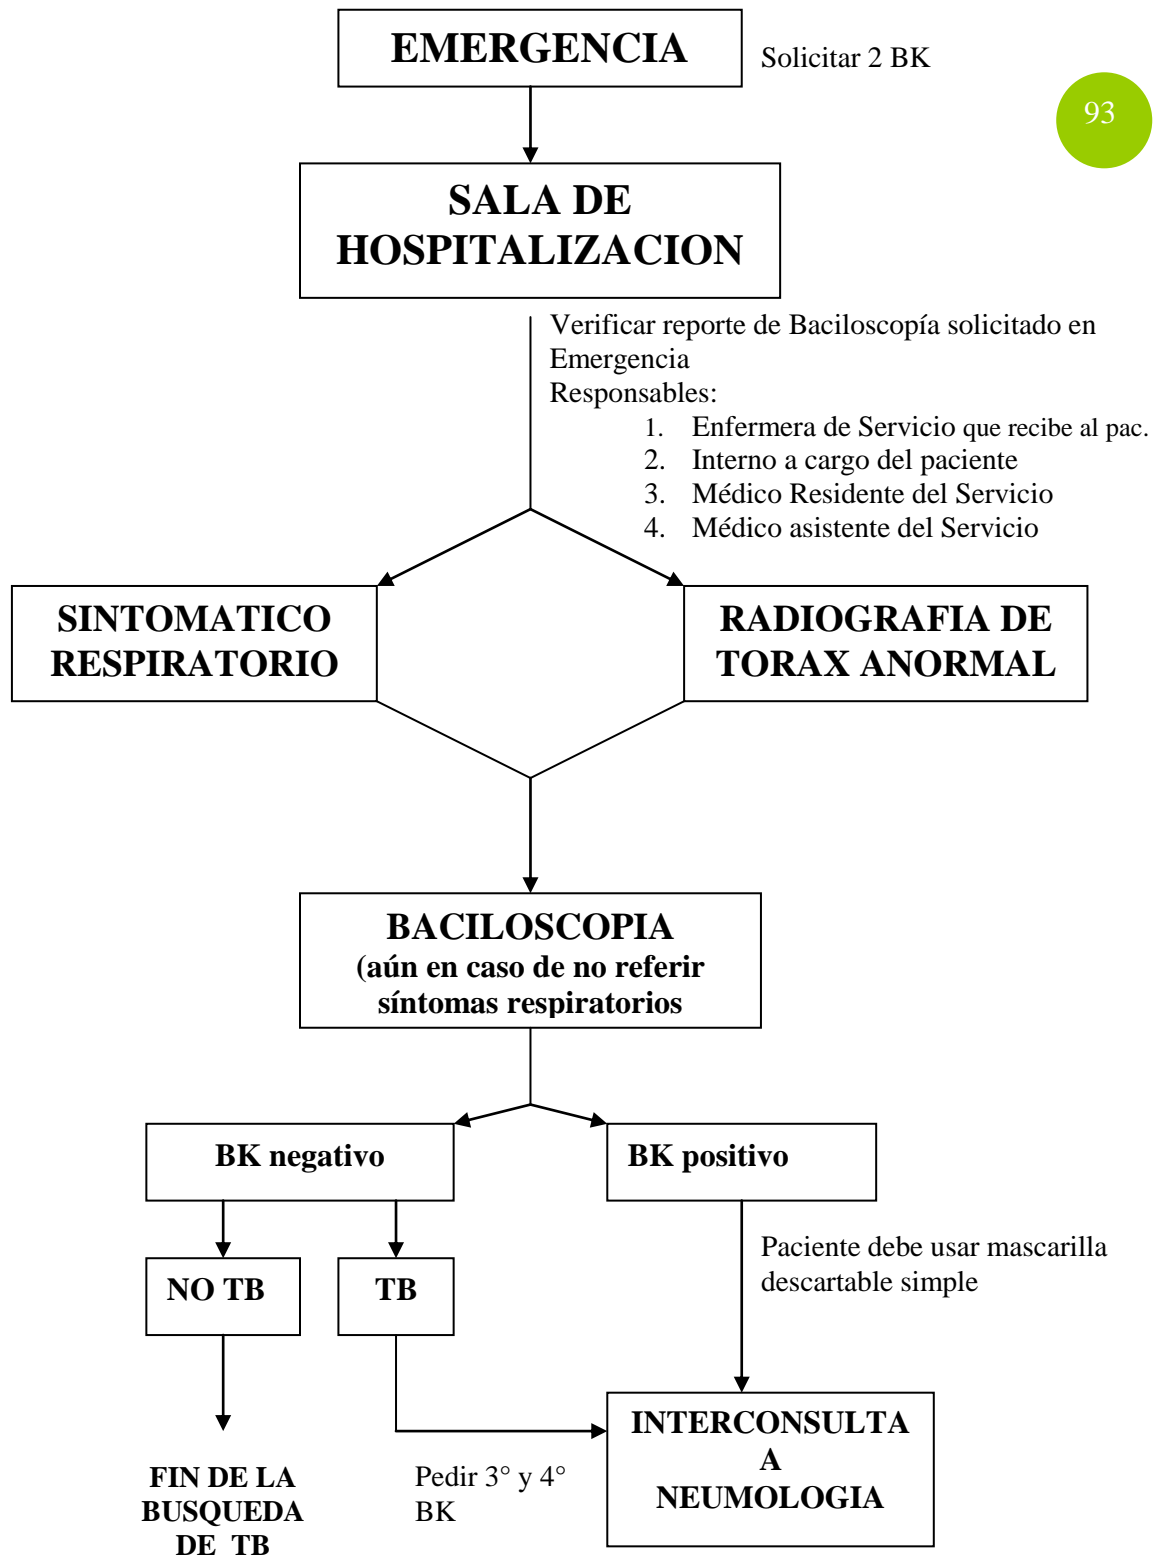 EMERGENCIA
Solicitar 2 BK
93
SALA DE
HOSPITALIZACION
Verificar reporte de Baciloscopía solicitado en
Emergencia
Responsables:
1. Enfermera de Servicio que recibe al pac.
2. Interno a cargo del paciente
3. Médico Residente del Servicio
4. Médico asistente del Servicio
SINTOMATICO
RESPIRATORIO
RADIOGRAFIA DE
TORAX ANORMAL
BACILOSCOPIA
(aún en caso de no referir
síntomas respiratorios
BK negativo
BK positivo
Paciente debe usar mascarilla
descartable simple
NO TB
TB
INTERCONSULTA
A
NEUMOLOGIA
FIN DE LA
BUSQUEDA
DE TB
Pedir 3° y 4°
BK